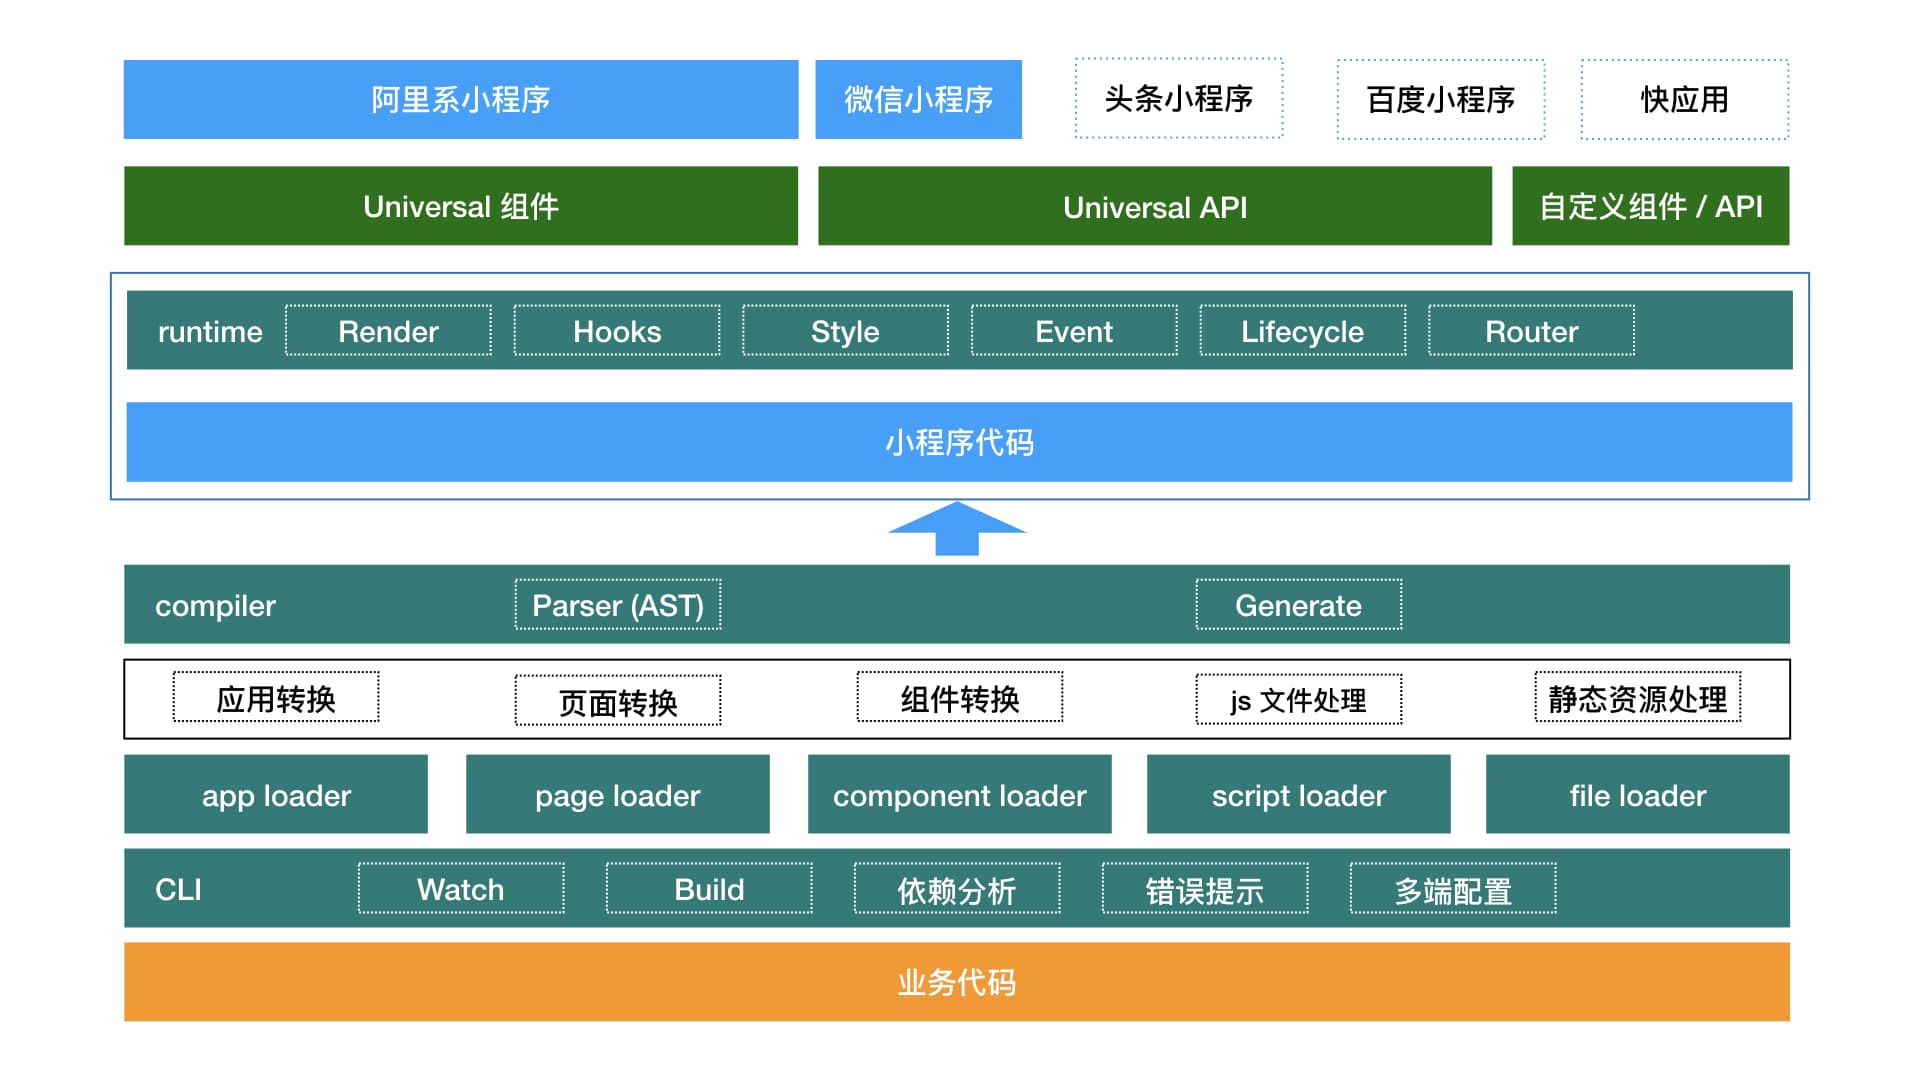 阿里系小程序
微信小程序
头条小程序
百度小程序
快应用
Universal 组件
Universal API
自定义组件 / API
runtime
Render
Hooks
Style
Event
Lifecycle
Router
小程序代码
compiler
Parser (AST)
Generate
应用转换
页面转换
组件转换
js 文件处理
静态资源处理
app loader
page loader
component loader
script loader
file loader
CLI
Watch
Build
依赖分析
错误提示
多端配置
业务代码